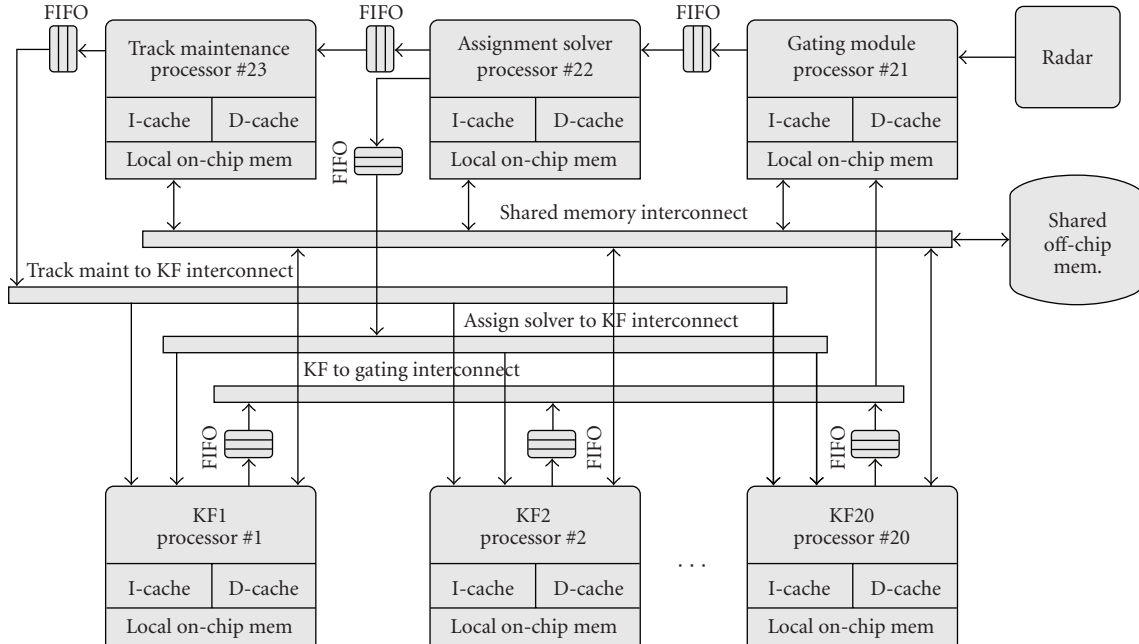 FIFO
FIFO
FIFO
Track maintenance
processor #23
Assignment solver
processor #22
Gating module
processor #21
Radar
I-cache
D-cache
I-cache
D-cache
I-cache
D-cache
Local on-chip mem
Local on-chip mem
Local on-chip mem
FIFO
Shared memory interconnect
Shared
off-chip
mem.
Track maint to KF interconnect
Assign solver to KF interconnect
KF to gating interconnect
FIFO
FIFO
FIFO
KF1
processor #1
KF2
processor #2
KF20
processor #20
. . .
I-cache
D-cache
I-cache
D-cache
I-cache
D-cache
Local on-chip mem
Local on-chip mem
Local on-chip mem